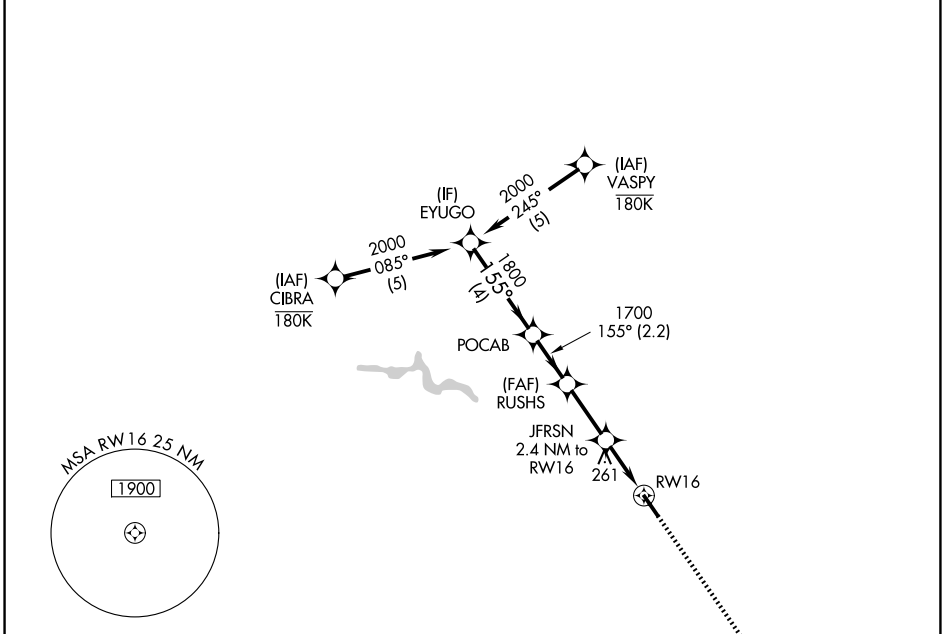 (IAF)
VASPY
180K
2000
245°
(5)
(IF)
EYUGO
2000
085°
(5)
(IAF)
CIBRA
180K
1800
155°
(4)
1700
155° (2.2)
POCAB
(FAF)
RUSHS
JFRSN
2.4 NM to
RW16
261
RW16
MSA RW16 25 NM
1900